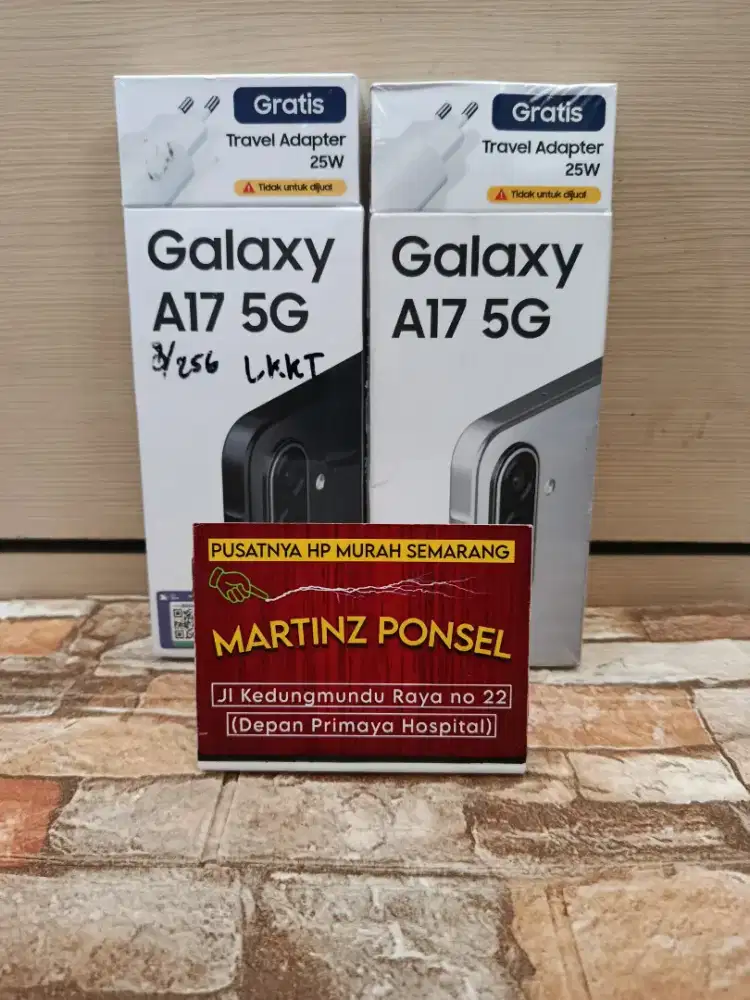 Gratis
Travel Adapter
25W
Tidak untuk dijual
Galaxy
A17 5G
8/256 L.K.K.T
Gratis
Travel Adapter
25W
Tidak untuk dijual
Galaxy
A17 5G
PUSATNYA HP MURAH SEMARANG
MARTINZ PONSEL
Jl Kedungmundu Raya no 22
(Depan Primaya Hospital)